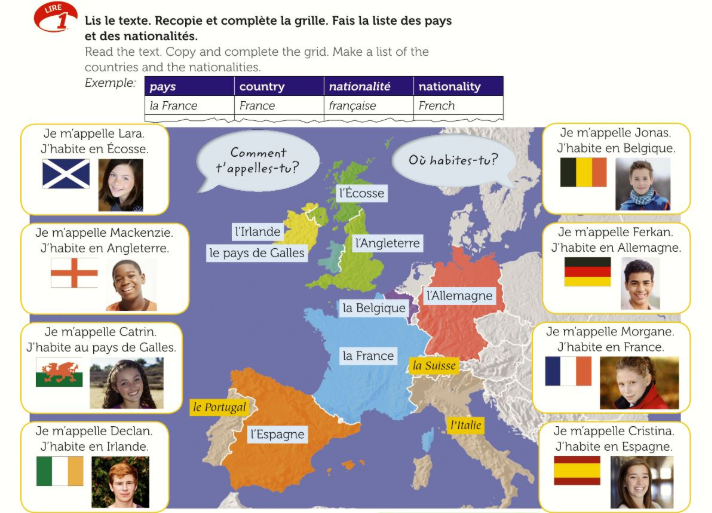 LIRE
1
Lis le texte. Recopie et complète la grille. Fais la liste des pays
et des nationalités.
Read the text. Copy and complete the grid. Make a list of the
countries and the nationalities.
Exemple:
pays country nationalité nationality
la France France française French
Je m'appelle Lara.
J'habite en Écosse.
Je m'appelle Mackenzie.
J'habite en Angleterre.
Je m'appelle Catrin.
J'habite au pays de Galles.
Je m'appelle Declan.
J'habite en Irlande.
Comment
t'appelles-tu?
Où habites-tu?
l'Écosse
l'Irlande
l'Angleterre
le pays de Galles
l'Allemagne
la Belgique
la France
la Suisse
le Portugal
l'Espagne
l'Italie
Je m'appelle Jonas.
J'habite en Belgique.
Je m'appelle Ferkan.
J'habite en Allemagne.
Je m'appelle Morgane.
J'habite en France.
Je m'appelle Cristina.
J'habite en Espagne.